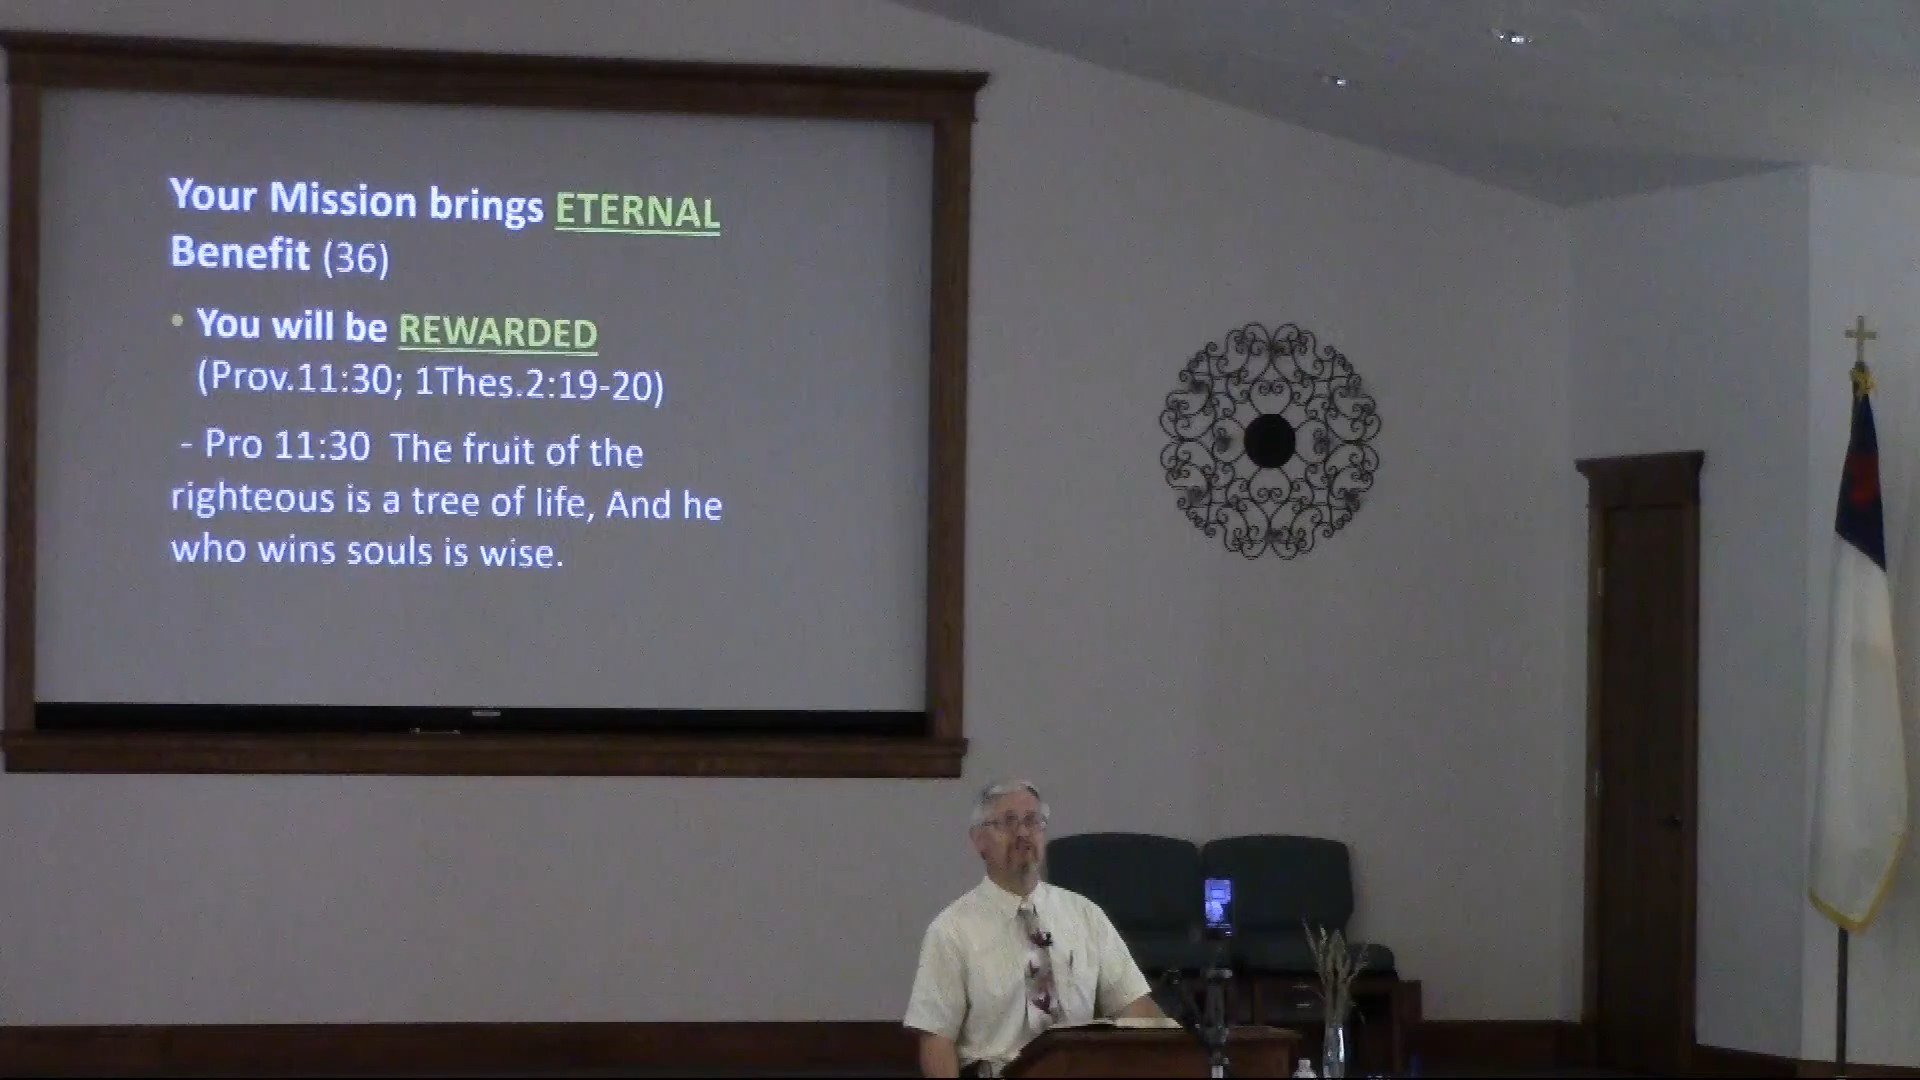 Your Mission brings ETERNAL
Benefit (36)
• You will be REWARDED
(Prov.11:30; 1Thes.2:19-20)
- Pro 11:30 The fruit of the
righteous is a tree of life, And he
who wins souls is wise.